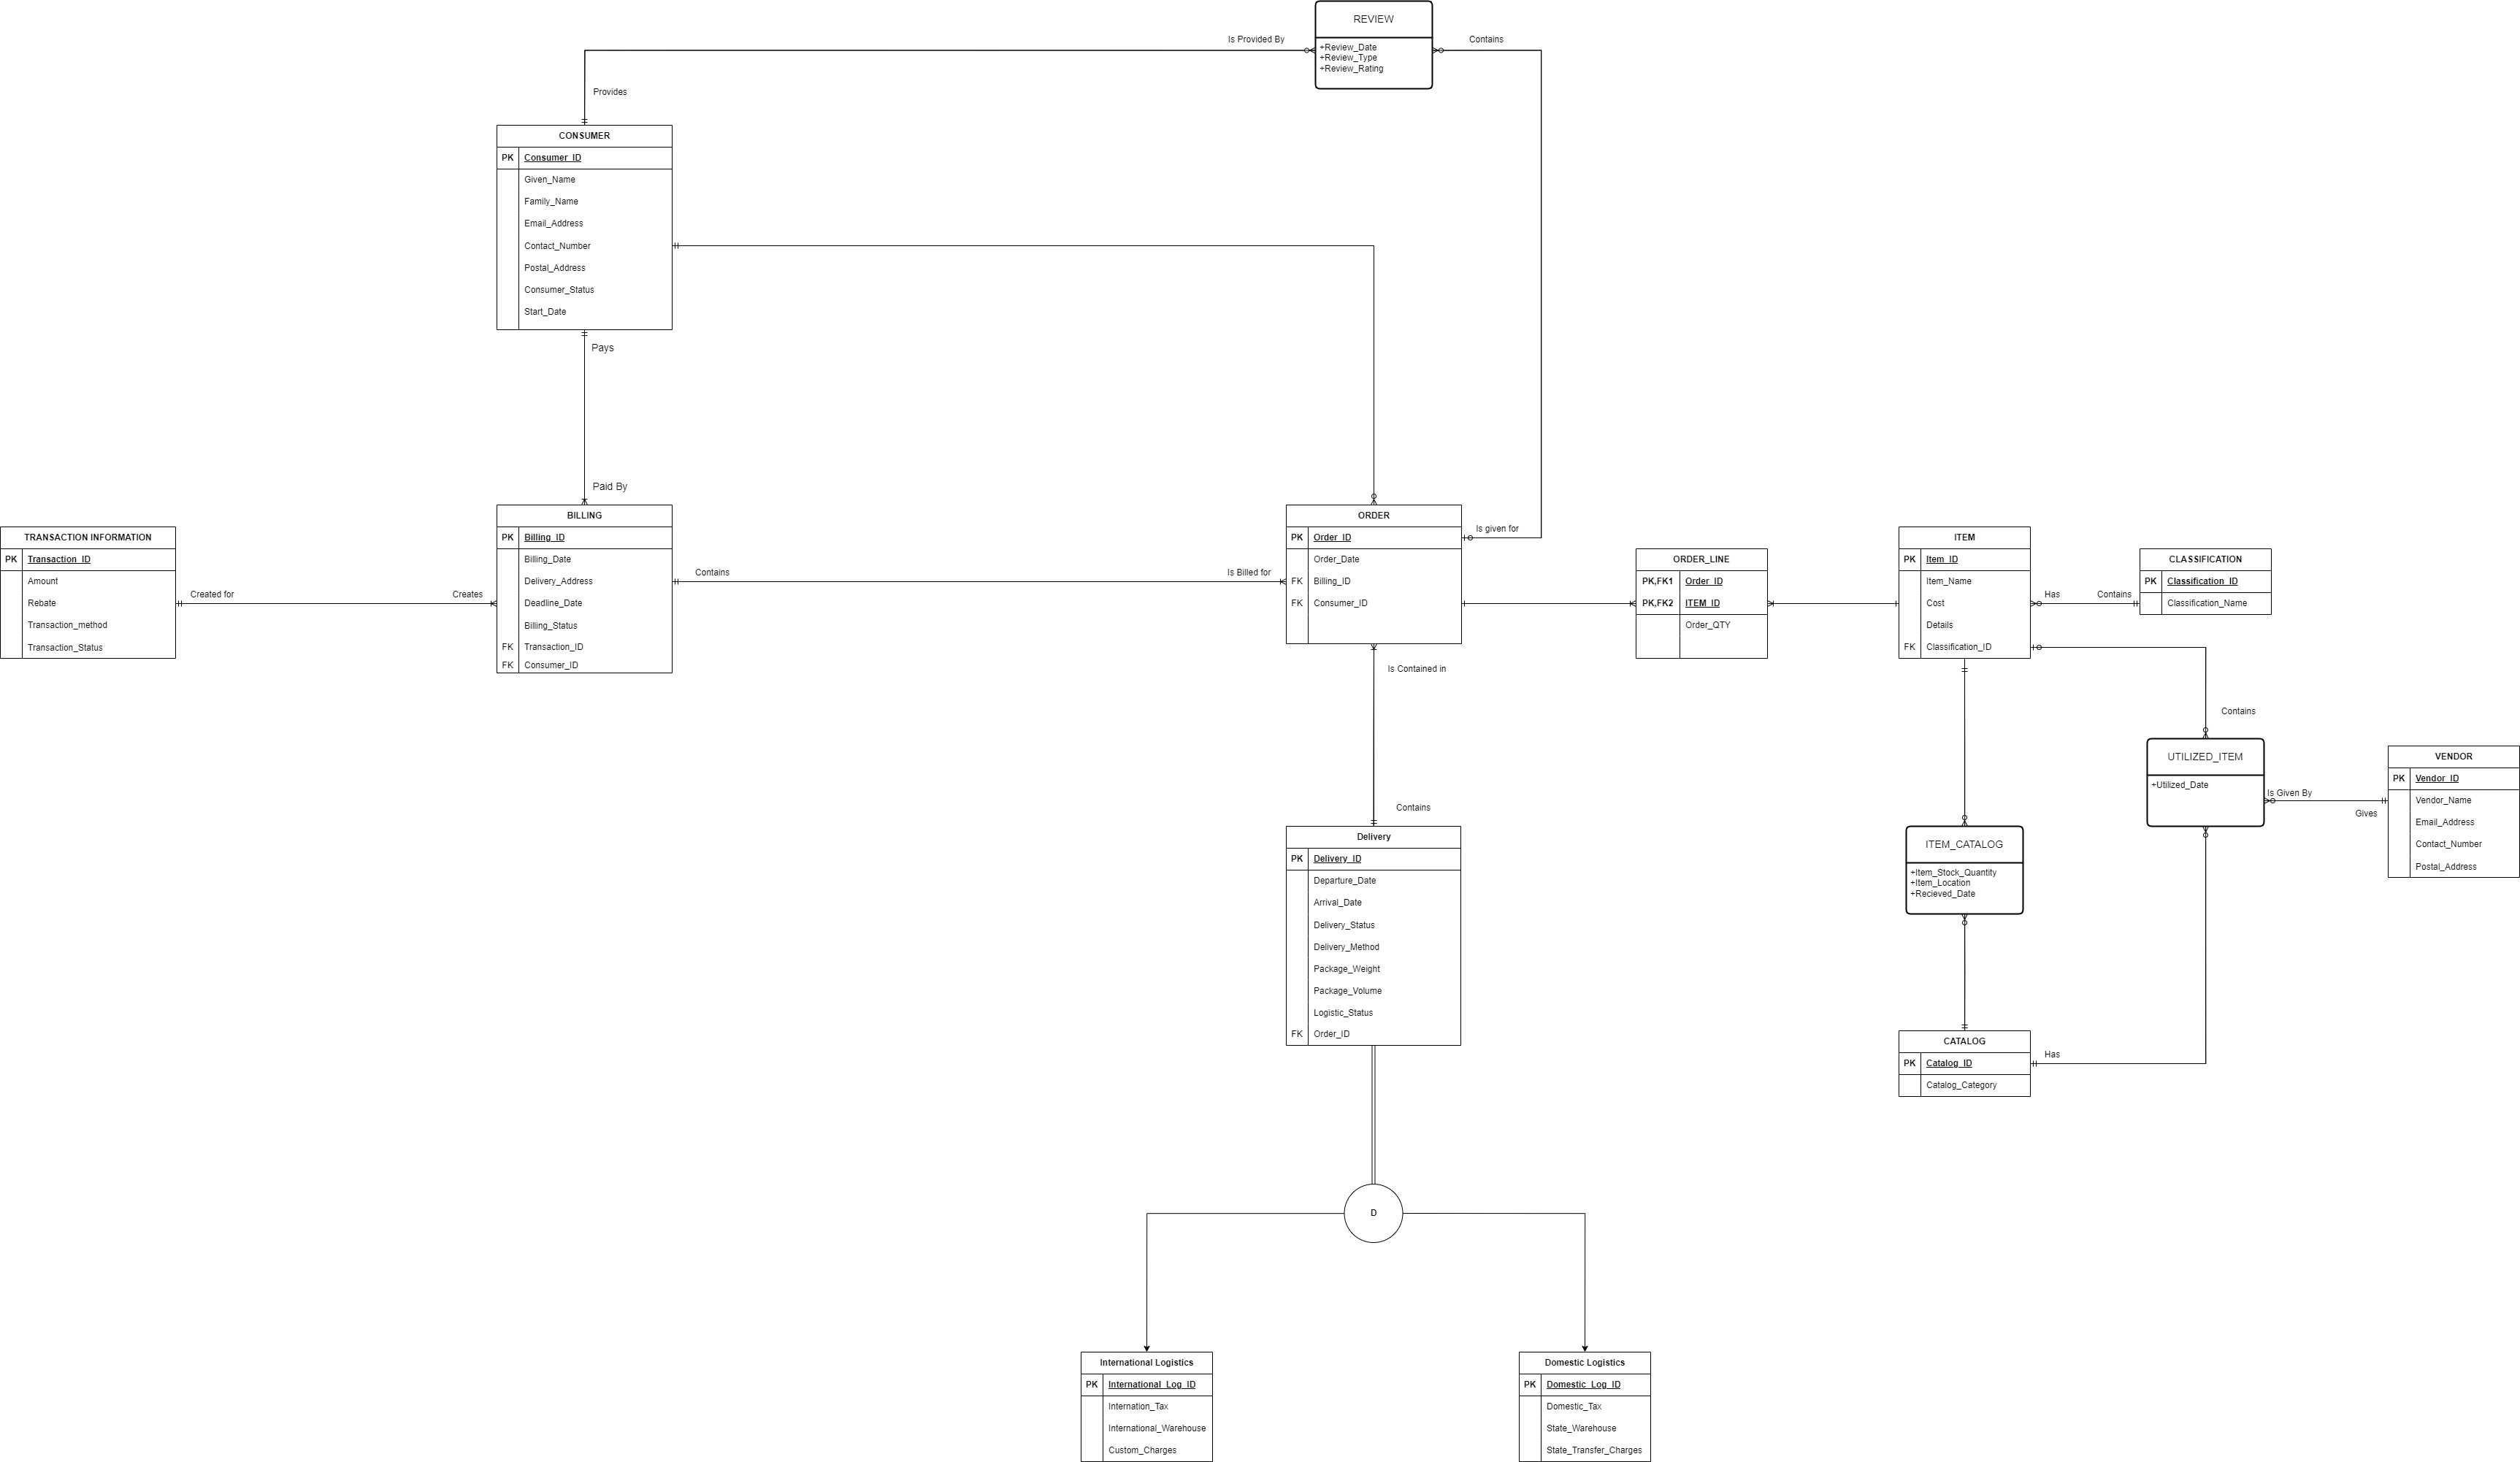 REVIEW
+Review_Date
+Review_Type
+Review_Rating
Is Provided By
Contains
Provides
CONSUMER
PK Consumer_ID
Given_Name
Family_Name
Email_Address
Contact_Number
Postal_Address
Consumer_Status
Start_Date
Pays
Paid By
TRANSACTION INFORMATION
PK Transaction_ID
Amount
Rebate
Transaction_method
Transaction_Status
Created for
Creates
BILLING
PK Billing_ID
Billing_Date
Delivery_Address
Deadline_Date
Billing_Status
FK Transaction_ID
FK Consumer_ID
Contains
Is Billed for
ORDER
PK Order_ID
Order_Date
FK Billing_ID
FK Consumer_ID
Is given for
Is Contained in
ORDER_LINE
PK,FK1 Order_ID
PK,FK2 ITEM_ID
Order_QTY
ITEM
PK Item_ID
Item_Name
Cost
Details
FK Classification_ID
Has
Contains
CLASSIFICATION
PK Classification_ID
Classification_Name
Contains
UTILIZED_ITEM
+Utilized_Date
Is Given By
Gives
VENDOR
PK Vendor_ID
Vendor_Name
Email_Address
Contact_Number
Postal_Address
Contains
Delivery
PK Delivery_ID
Departure_Date
Arrival_Date
Delivery_Status
Delivery_Method
Package_Weight
Package_Volume
Logistic_Status
FK Order_ID
ITEM_CATALOG
+Item_Stock_Quantity
+Item_Location
+Recieved_Date
CATALOG
PK Catalog_ID
Catalog_Category
Has
D
International Logistics
PK International_Log_ID
Internation_Tax
International_Warehouse
Custom_Charges
Domestic Logistics
PK Domestic_Log_ID
Domestic_Tax
State_Warehouse
State_Transfer_Charges